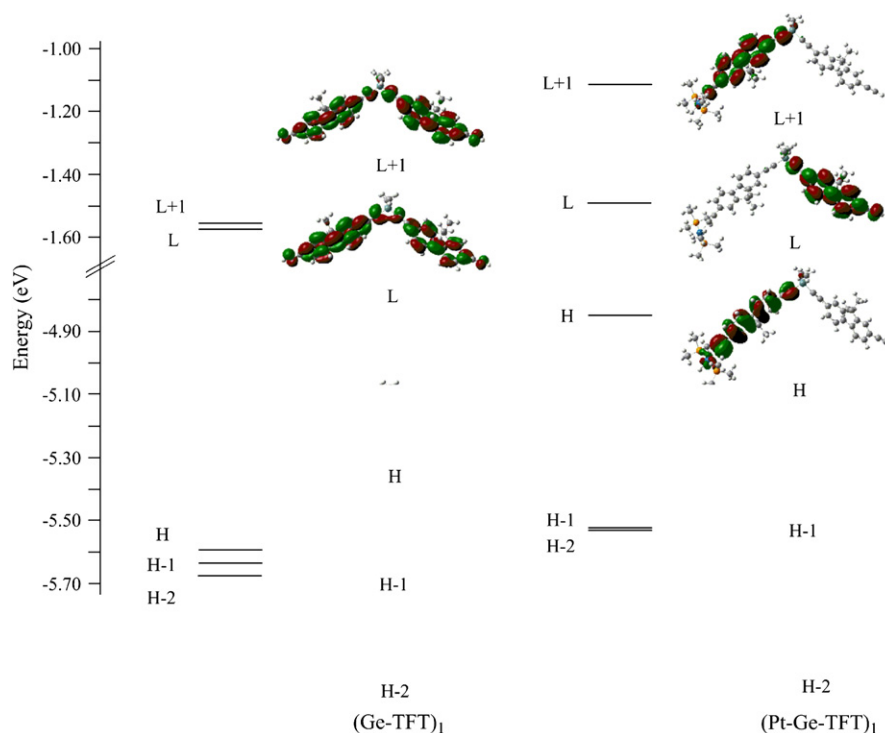 Energy (eV)
-1.00
-1.20
-1.40
-1.60
-4.90
-5.10
-5.30
-5.50
-5.70
L+1
L
H
H-1
H-2
L+1
L
H
H-1
H-2
(Ge-TFT)1
L+1
L
H
H-1
H-2
L+1
L
H
H-1
H-2
(Pt-Ge-TFT)1